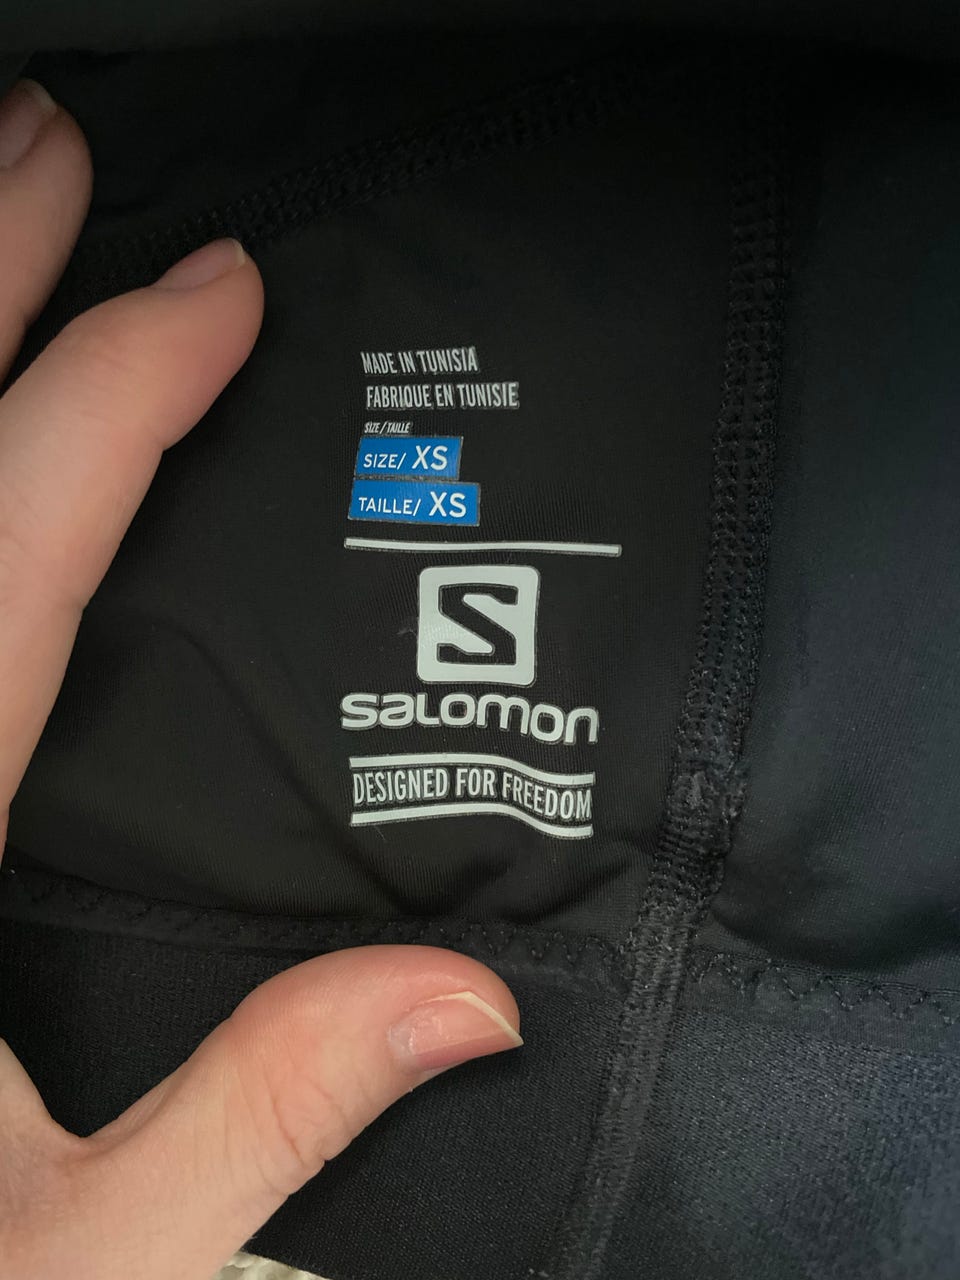 MADE IN TUNISIA
FABRIQUE EN TUNISIE
SIZE/TAILLE
SIZE/ XS
TAILLE/ XS
S
SALOMON
DESIGNED FOR FREEDOM